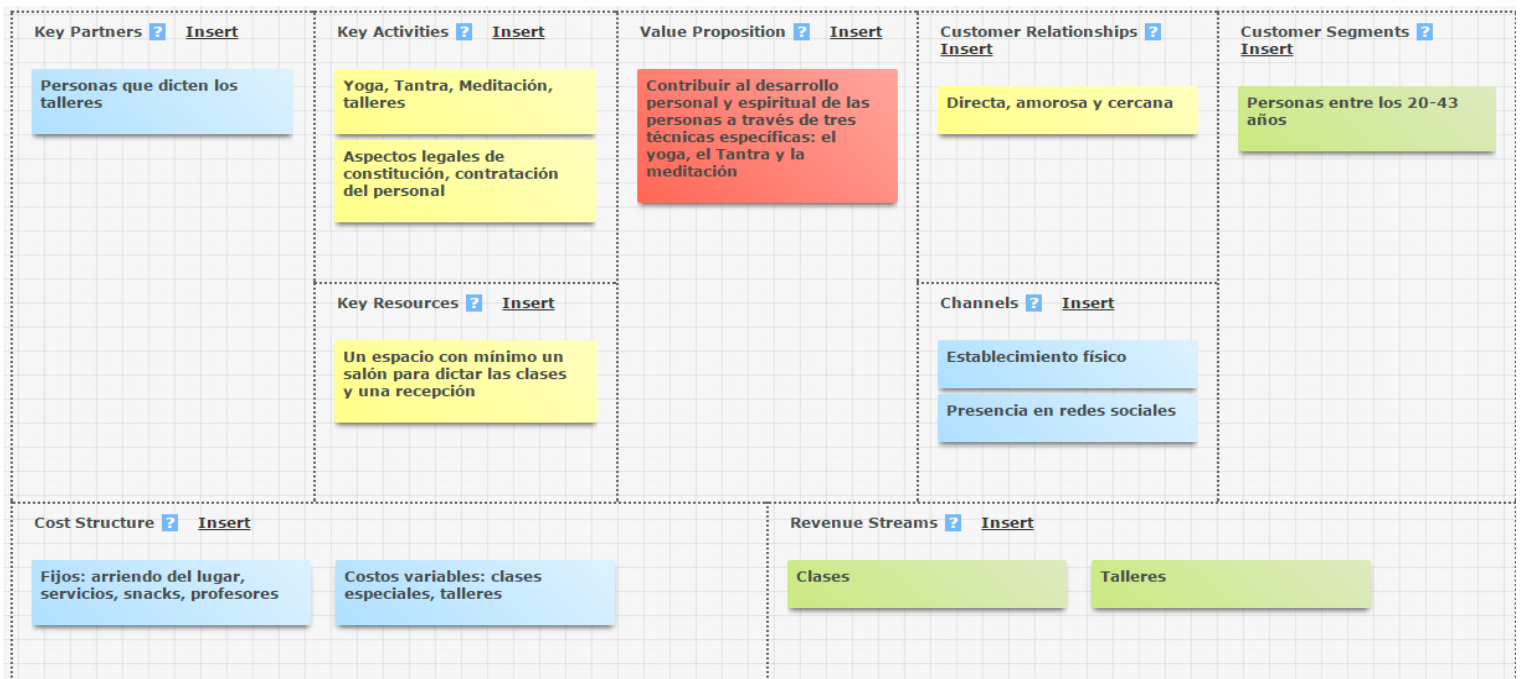 Key Partners ? Insert
Personas que dicten los
talleres
Key Activities ? Insert
Yoga, Tantra, Meditación,
talleres
Aspectos legales de
constitución, contratación
del personal
Key Resources ? Insert
Un espacio con mínimo un
salón para dictar las clases
y una recepción
Value Proposition ? Insert
Contribuir al desarrollo
personal y espiritual de las
personas a través de tres
técnicas específicas: el
yoga, el Tantra y la
meditación
Customer Relationships ?
Insert
Directa, amorosa y cercana
Channels ? Insert
Establecimiento físico
Presencia en redes sociales
Customer Segments ?
Insert
Personas entre los 20-43
años
Cost Structure ? Insert
Fijos: arriendo del lugar,
servicios, snacks, profesores
Costos variables: clases
especiales, talleres
Revenue Streams ? Insert
Clases
Talleres